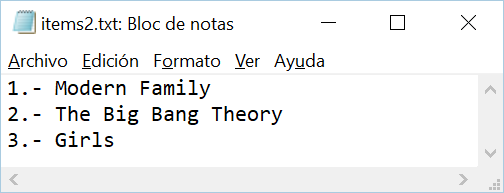 items2.txt: Bloc de notas
Archivo Edición Formato Ver Ayuda
1.- Modern Family
2.- The Big Bang Theory
3.- Girls